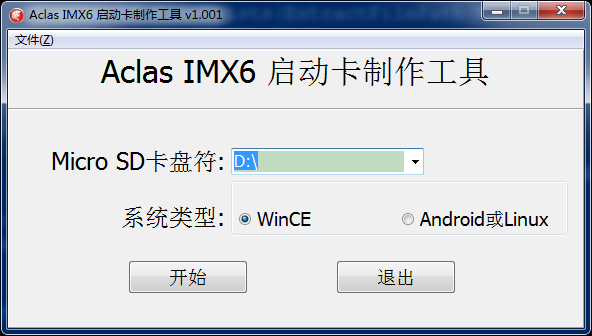 Aclas IMX6 启动卡制作工具 v1.001
文件(Z)
Aclas IMX6 启动卡制作工具
Micro SD卡盘符: D:\
系统类型: WinCE Android或Linux
开始 退出